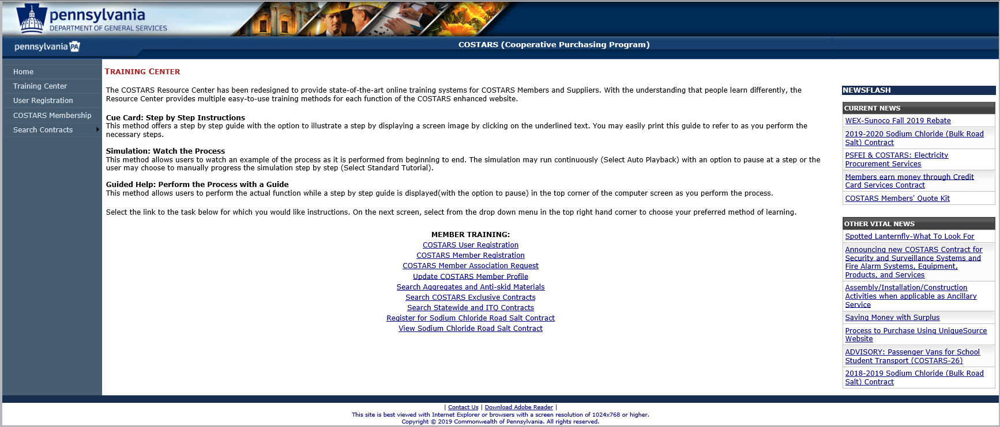 pennsylvania
DEPARTMENT OF GENERAL SERVICES
pennsylvania PA
COSTARS (Cooperative Purchasing Program)
Home
Training Center
User Registration
COSTARS Membership
Search Contracts
TRAINING CENTER
The COSTARS Resource Center has been redesigned to provide state-of-the-art online training systems for COSTARS Members and Suppliers. With the understanding that people learn differently, the
Resource Center provides multiple easy-to-use training methods for each function of the COSTARS enhanced website.
Cue Card: Step by Step Instructions
This method offers a step by step guide with the option to illustrate a step by displaying a screen image by clicking on the underlined text. You may easily print this guide to refer to as you perform the
necessary steps.
Simulation: Watch the Process
This method allows users to watch an example of the process as it is performed from beginning to end. The simulation may run continuously (Select Auto Playback) with an option to pause at a step or the
user may choose to manually progress the simulation step by step (Select Standard Tutorial).
Guided Help: Perform the Process with a Guide
This method allows users to perform the actual function while a step by step guide is displayed(with the option to pause) in the top corner of the computer screen as you perform the process.
Select the link to the task below for which you would like instructions. On the next screen, select from the drop down menu in the top right hand corner to choose your preferred method of learning.
MEMBER TRAINING:
COSTARS User Registration
COSTARS Member Registration
COSTARS Member Association Request
Update COSTARS Member Profile
Search Aggregates and Anti-skid Materials
Search COSTARS Exclusive Contracts
Search Statewide and ITQ Contracts
Register for Sodium Chloride Road Salt Contract
View Sodium Chloride Road Salt Contract
NEWSFLASH
CURRENT NEWS
WEX-Sunoco Fall 2019 Rebate
2019-2020 Sodium Chloride (Bulk Road
Salt) Contract
PSFEI & COSTARS: Electricity
Procurement Services
Members earn money through Credit
Card Services Contract
COSTARS Members' Quote Kit
OTHER VITAL NEWS
Spotted Lanternfly-What To Look For
Announcing new COSTARS Contract for
Security and Surveillance Systems and
Fire Alarm Systems, Equipment,
Products, and Services
Assembly/Installation/Construction
Activities when applicable as Ancillary
Service
Saving Money with Surplus
Process to Purchase Using UniqueSource
Website
ADVISORY: Passenger Vans for School
Student Transport (COSTARS-26)
2018-2019 Sodium Chloride (Bulk Road
Salt) Contract
| Contact Us | Download Adobe Reader |
This site is best viewed with Internet Explorer or browsers with a screen resolution of 1024x768 or higher.
Copyright © 2019 Commonwealth of Pennsylvania. All rights reserved.